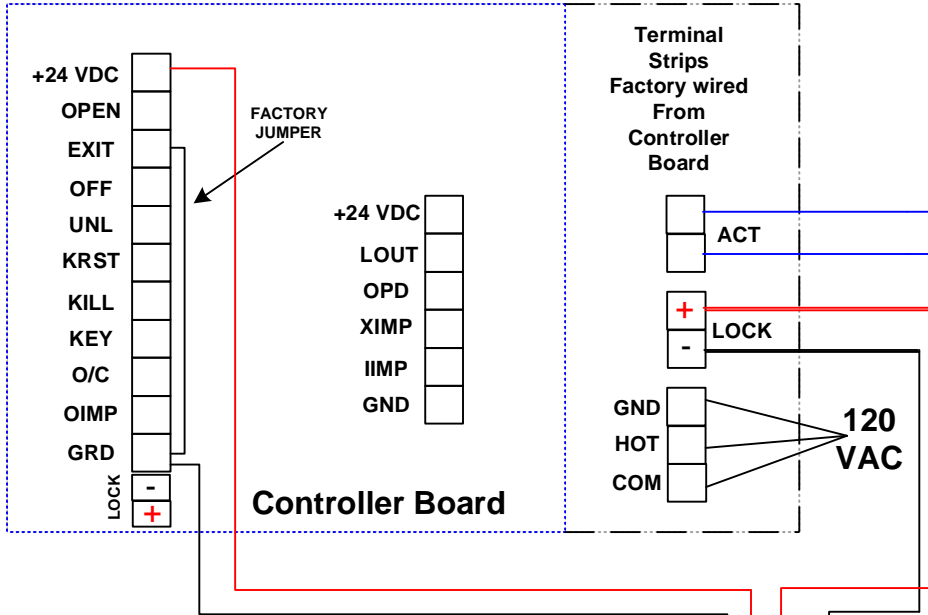 +24 VDC
OPEN
EXIT
OFF
UNL
KRST
KILL
KEY
O/C
OIMP
GRD
LOCK
-
+
FACTORY
JUMPER
+24 VDC
LOUT
OPD
XIMP
IIMP
GND
Controller Board
Terminal
Strips
Factory wired
From
Controller
Board
ACT
+
-
LOCK
GND
HOT
COM
120
VAC